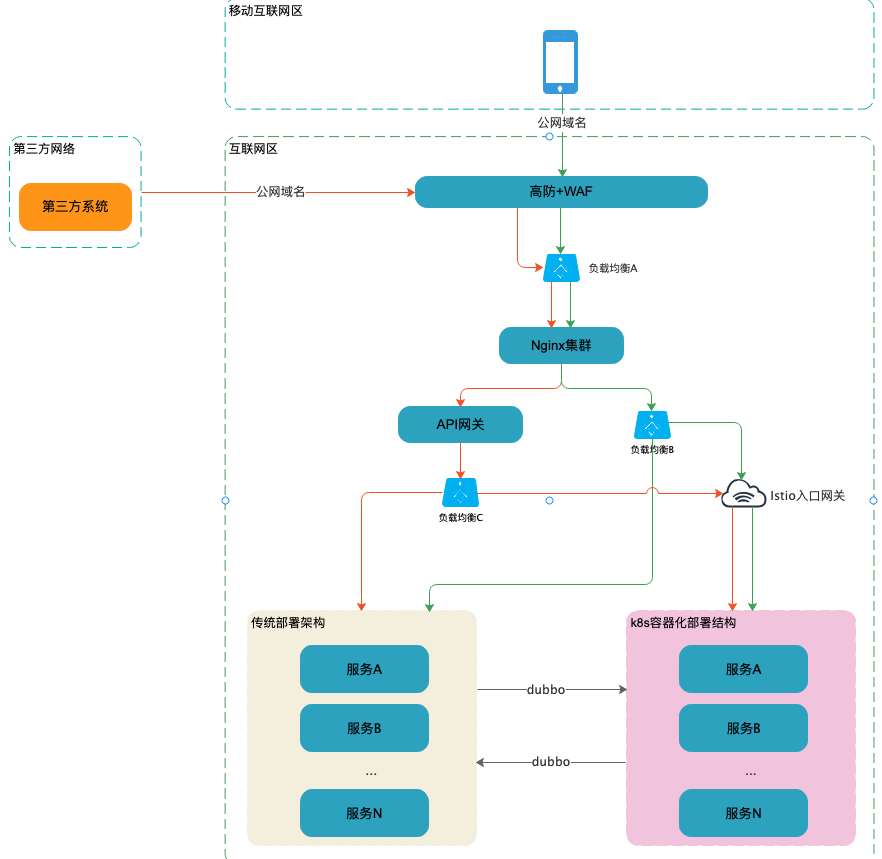 移动互联网区
公网域名
第三方网络
互联网区
第三方系统
公网域名
高防+WAF
负载均衡A
Nginx集群
API网关
负载均衡B
Istio入口网关
负载均衡C
传统部署架构
k8s容器化部署结构
服务A
服务A
dubbo
服务B
服务B
dubbo
...
...
服务N
服务N